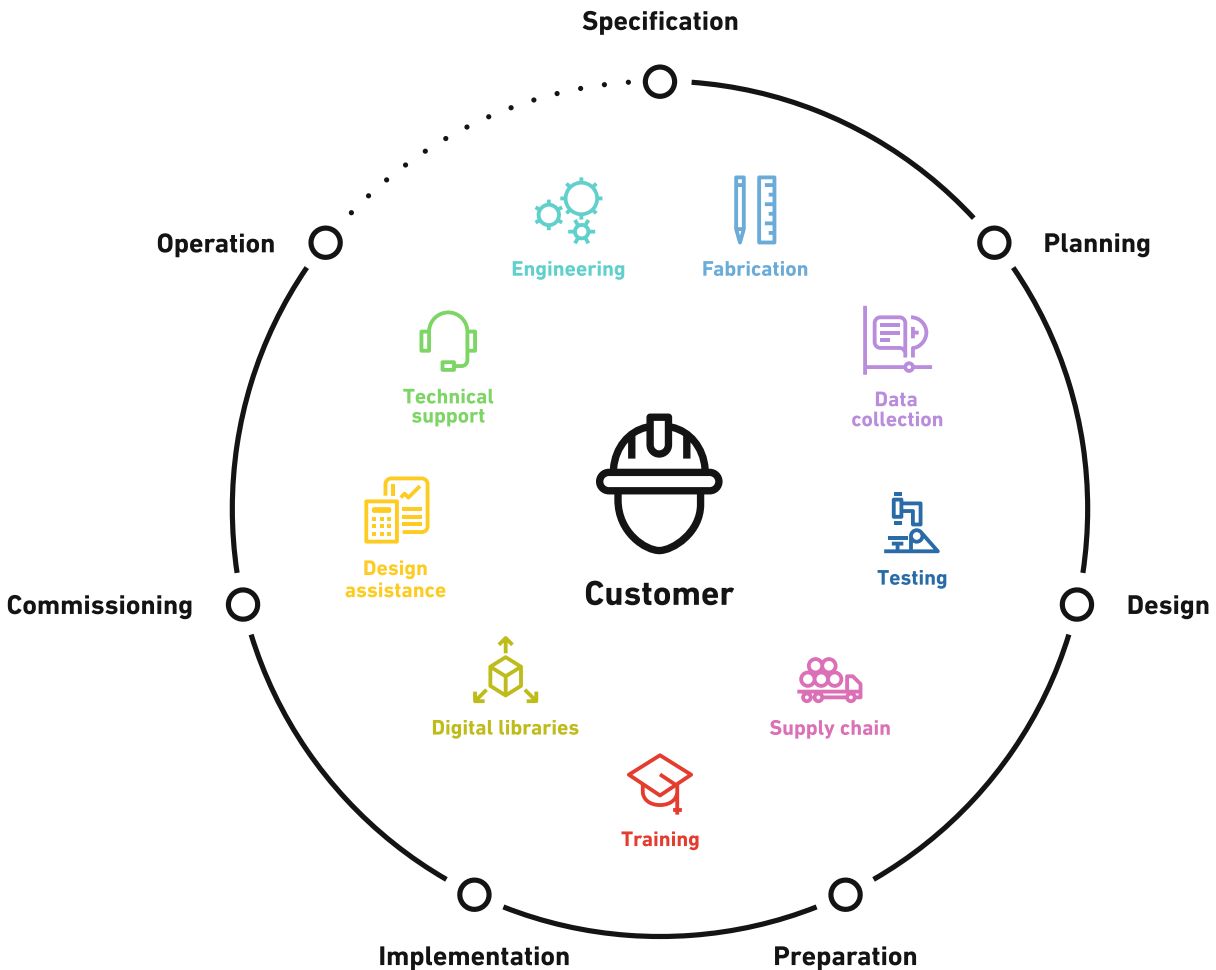 Specification
Operation
Planning
Engineering
Fabrication
Technical
support
Data
collection
Design
assistance
Customer
Testing
Commissioning
Design
Digital libraries
Supply chain
Training
Implementation
Preparation